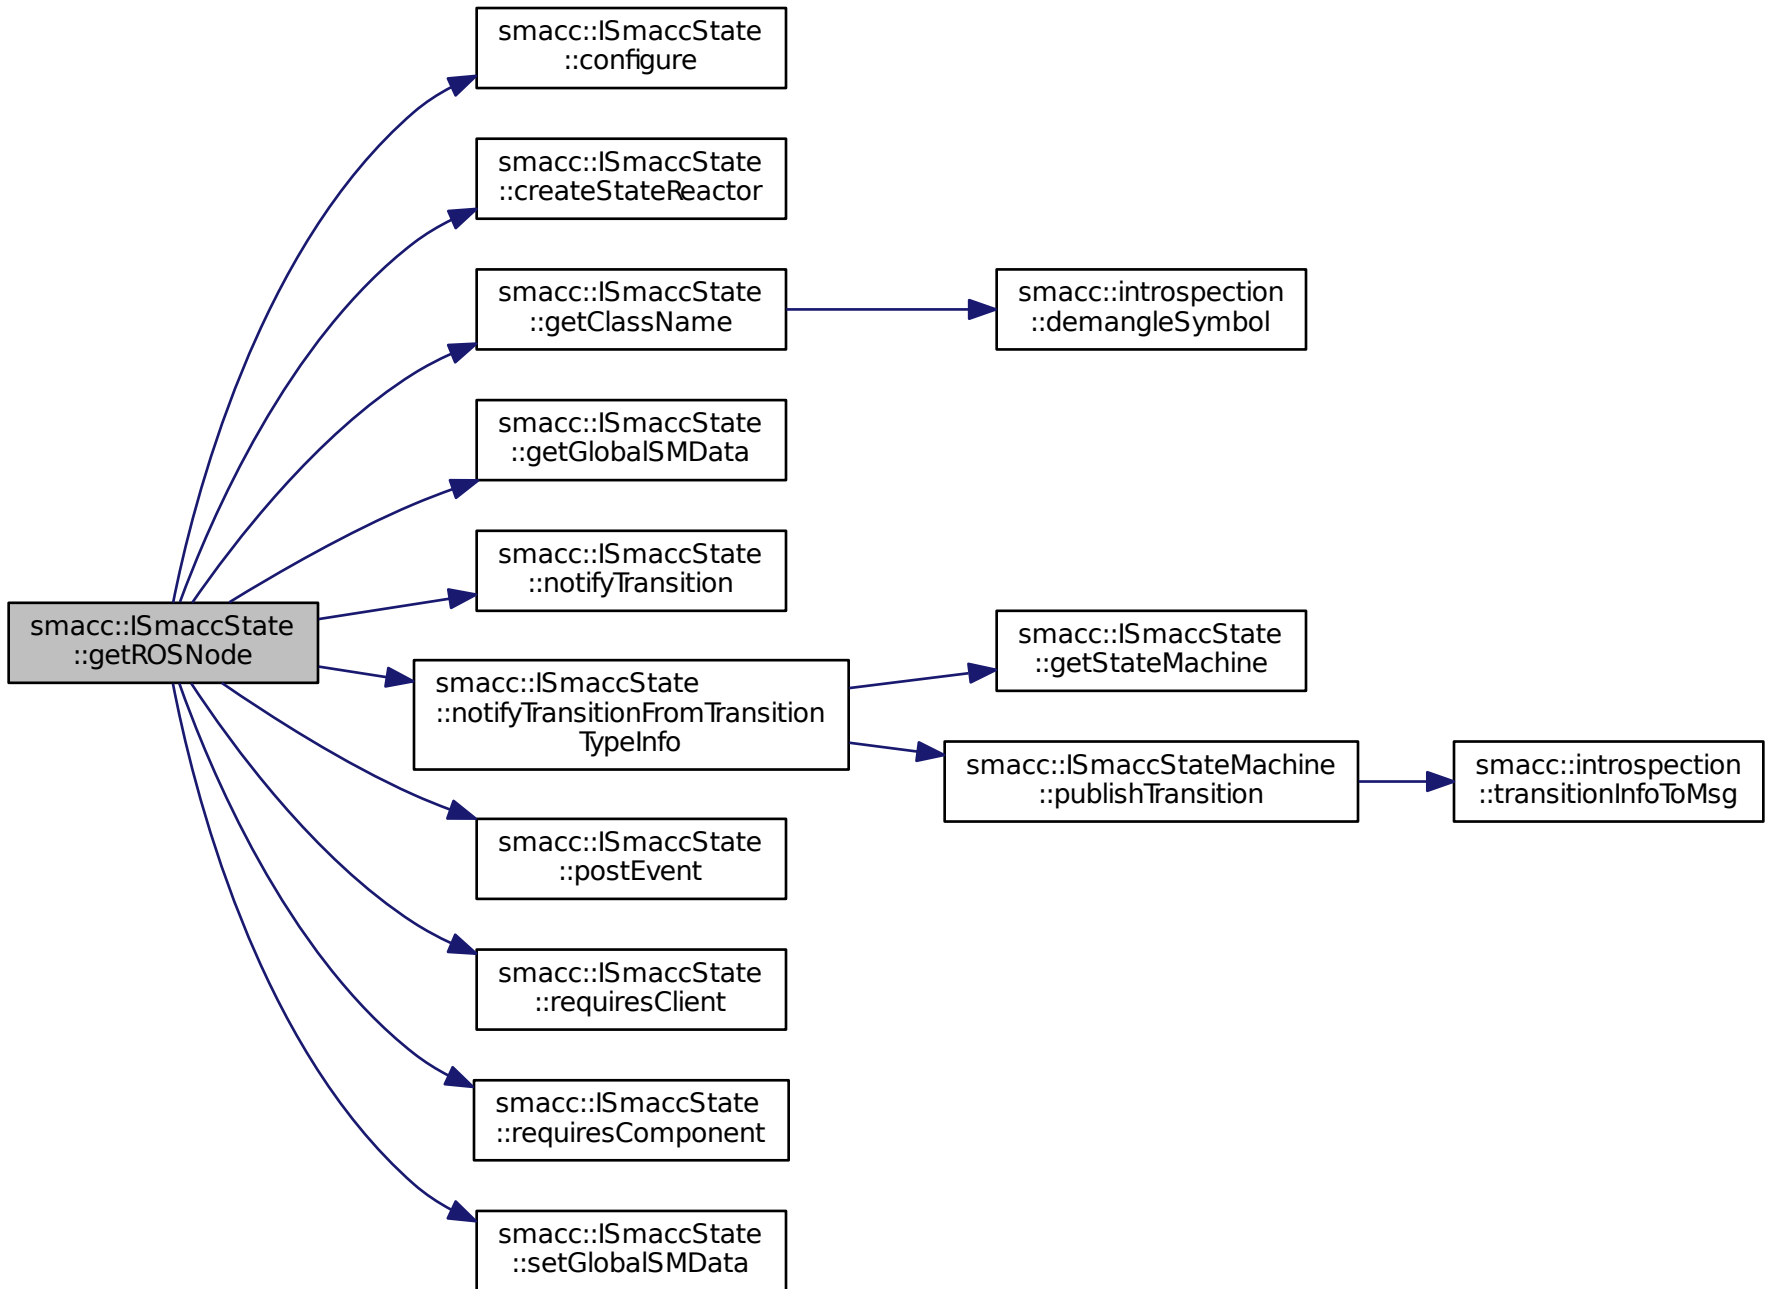 smacc::ISmaccState
::configure
smacc::ISmaccState
::createStateReactor
smacc::ISmaccState
::getClassName
smacc::introspection
::demangleSymbol
smacc::ISmaccState
::getGlobalSMData
smacc::ISmaccState
::notifyTransition
smacc::ISmaccState
::getROSNode
smacc::ISmaccState
::notifyTransitionFromTransition
TypeInfo
smacc::ISmaccState
::getStateMachine
smacc::ISmaccStateMachine
::publishTransition
smacc::introspection
::transitionInfoToMsg
smacc::ISmaccState
::postEvent
smacc::ISmaccState
::requiresClient
smacc::ISmaccState
::requiresComponent
smacc::ISmaccState
::setGlobalSMData